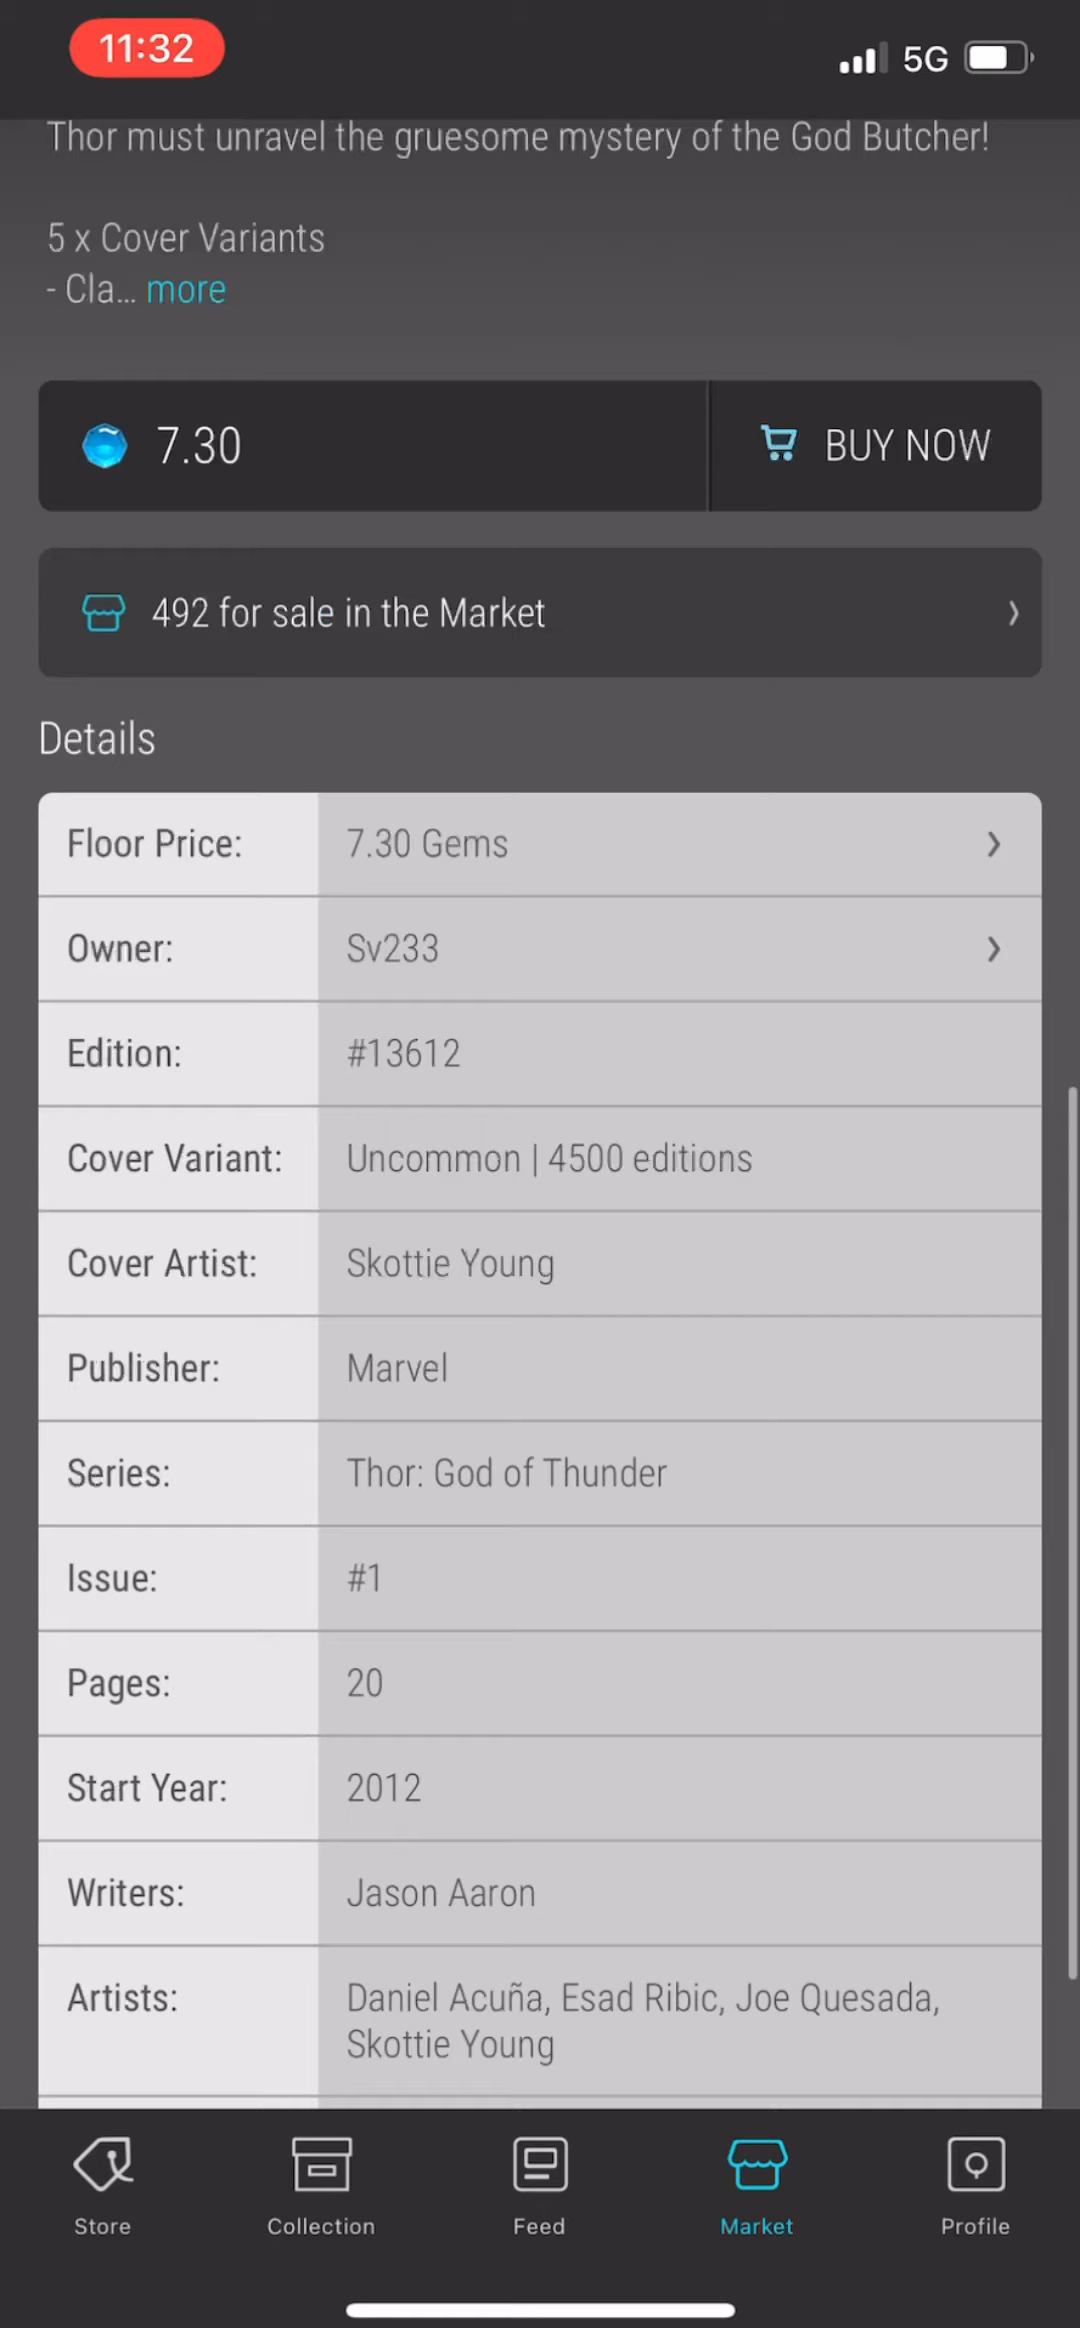 11:32
5G
Thor must unravel the gruesome mystery of the God Butcher!
5 x Cover Variants
- Cla... more
7.30
BUY NOW
492 for sale in the Market
Details
Floor Price: 7.30 Gems
Owner: Sv233
Edition: #13612
Cover Variant: Uncommon | 4500 editions
Cover Artist: Skottie Young
Publisher: Marvel
Series: Thor: God of Thunder
Issue: #1
Pages: 20
Start Year: 2012
Writers: Jason Aaron
Artists: Daniel Acuña, Esad Ribic, Joe Quesada,
Skottie Young
Store Collection Feed Market Profile